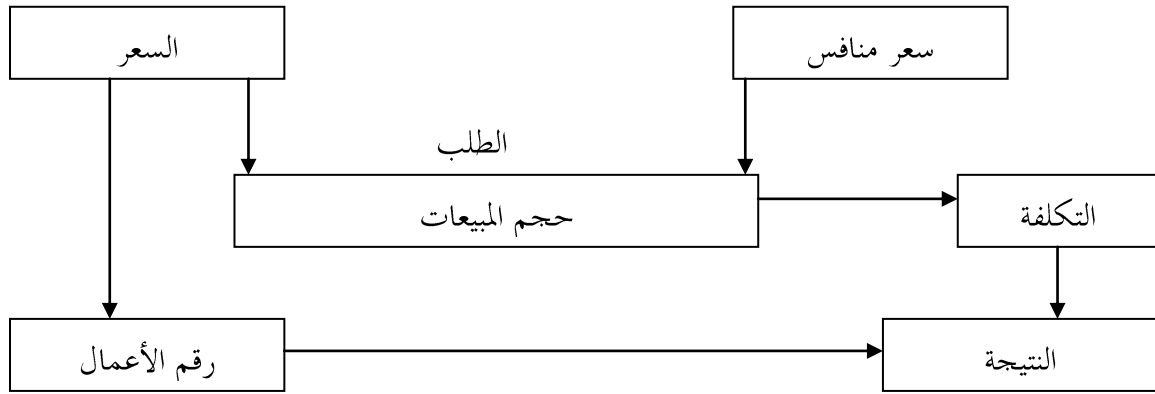 سعر منافس
السعر
الطلب
حجم المبيعات
التكلفة
رقم الأعمال
النتيجة